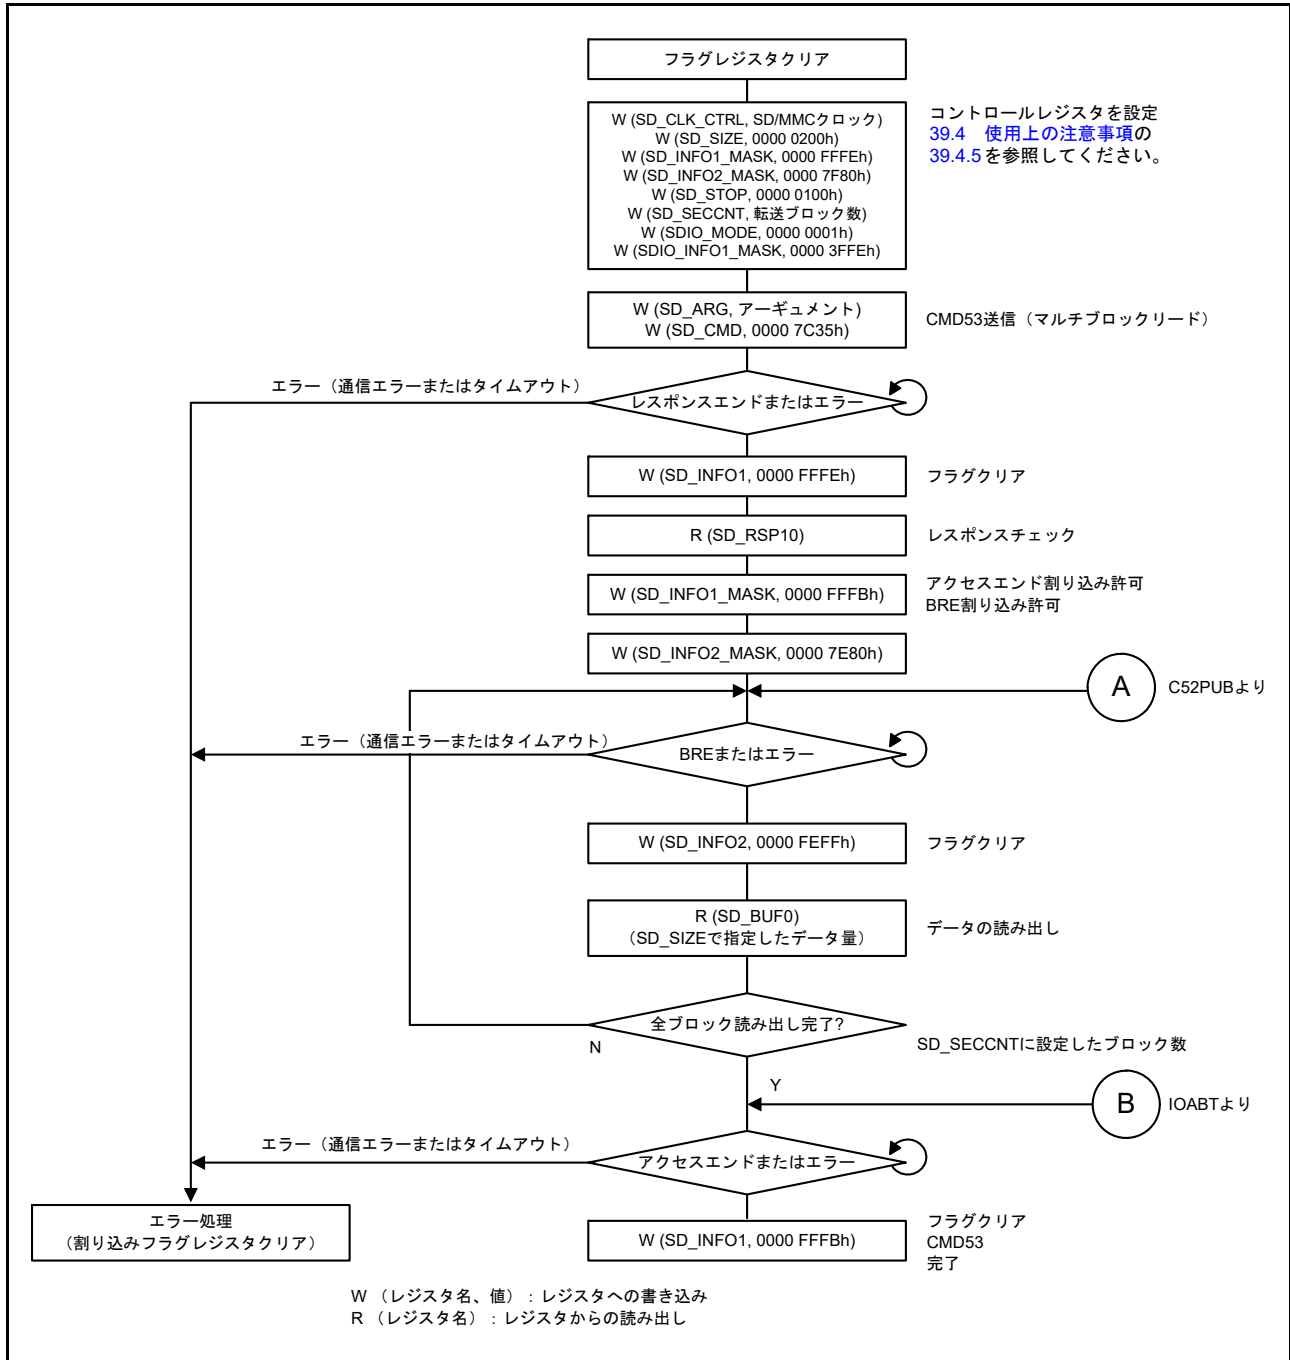 フラグレジスタクリア
W (SD_CLK_CTRL, SD/MMCクロック)
W (SD_SIZE, 0000 0200h)
W (SD_INFO1_MASK, 0000 FFFEh)
W (SD_INFO2_MASK, 0000 7F80h)
W (SD_STOP, 0000 0100h)
W (SD_SECCNT, 転送ブロック数)
W (SDIO_MODE, 0000 0001h)
W (SDIO_INFO1_MASK, 0000 3FFEh)
コントロールレジスタを設定
39.4 使用上の注意事項の
39.4.5を参照してください。
W (SD_ARG, アーギュメント)
W (SD_CMD, 0000 7C35h)
CMD53送信（マルチブロックリード）
エラー（通信エラーまたはタイムアウト）
レスポンスエンドまたはエラー
W (SD_INFO1, 0000 FFFEh)
フラグクリア
R (SD_RSP10)
レスポンスチェック
W (SD_INFO1_MASK, 0000 FFFBh)
アクセスエンド割り込み許可
BRE割り込み許可
W (SD_INFO2_MASK, 0000 7E80h)
A
C52PUBより
エラー（通信エラーまたはタイムアウト）
BREまたはエラー
W (SD_INFO2, 0000 FEFFh)
フラグクリア
R (SD_BUF0)
（SD_SIZEで指定したデータ量）
データの読み出し
全ブロック読み出し完了?
N
SD_SECCNTに設定したブロック数
Y
B
IOABTより
エラー（通信エラーまたはタイムアウト）
アクセスエンドまたはエラー
エラー処理
（割り込みフラグレジスタクリア）
W (SD_INFO1, 0000 FFFBh)
フラグクリア
CMD53
完了
W （レジスタ名、値）：レジスタへの書き込み
R （レジスタ名）：レジスタからの読み出し